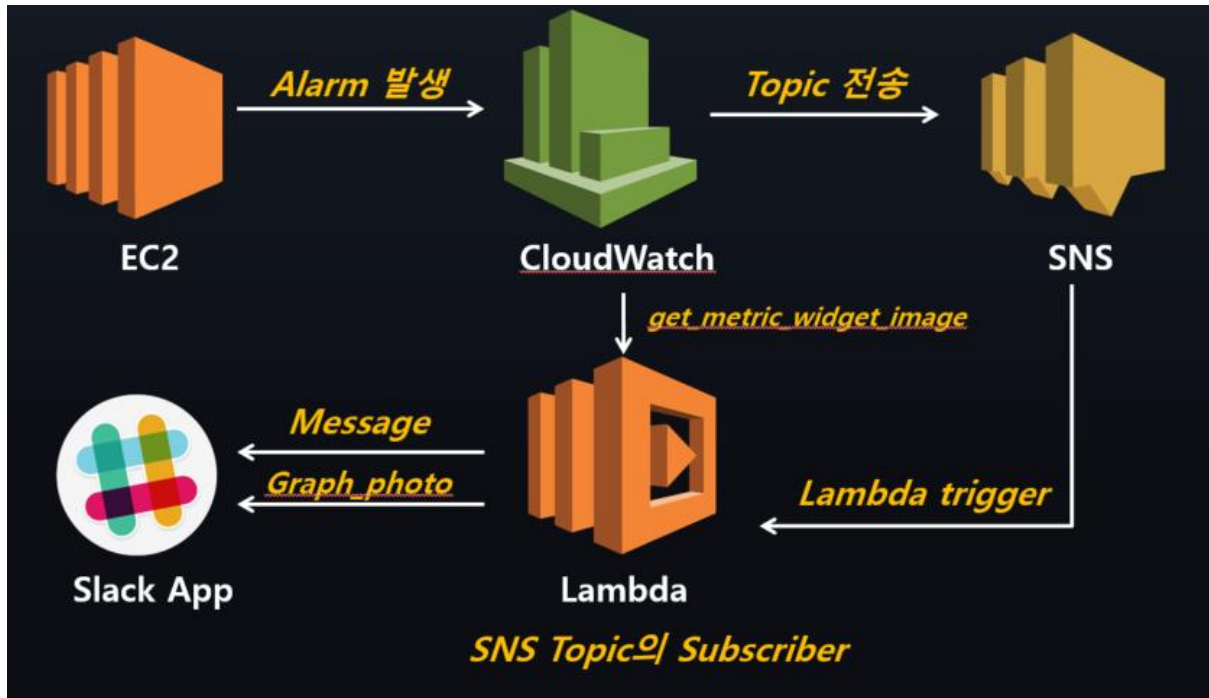 Alarm 발생
Topic 전송
EC2
CloudWatch
SNS
get_metric_widget_image
Message
Graph_photo
Lambda trigger
Slack App
Lambda
SNS Topic의 Subscriber